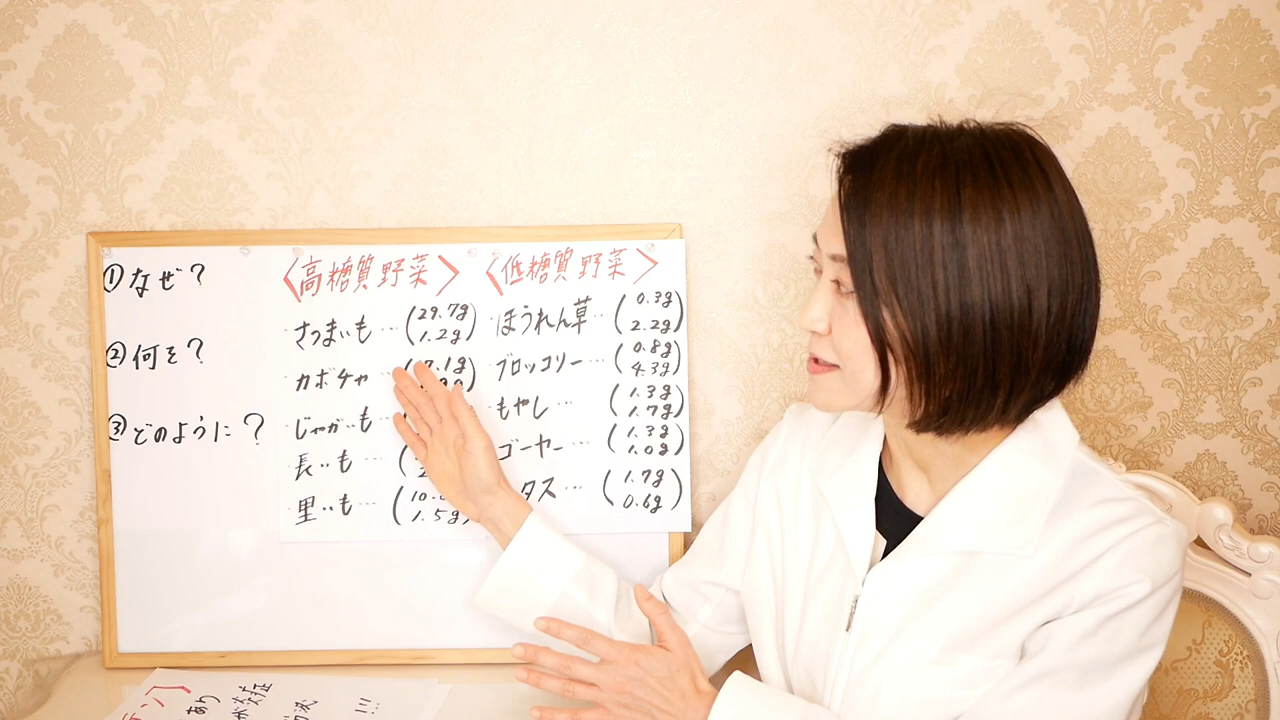 ①なぜ?
②何を?
③どのように?
〈高糖質野菜〉
さつまいも…(29.7g
1.2g)
カボチャ…
じゃがいも…
長いも…
里いも…
1.5g)
〈低糖質野菜〉
ほうれん草(0.3g
2.2g)
ブロッコリー…(0.8g
4.3g)
もやし…(1.3g
1.7g)
ゴーヤー…(1.3g
1.0g)
タス…(1.7g
0.6g)
あり
!!!